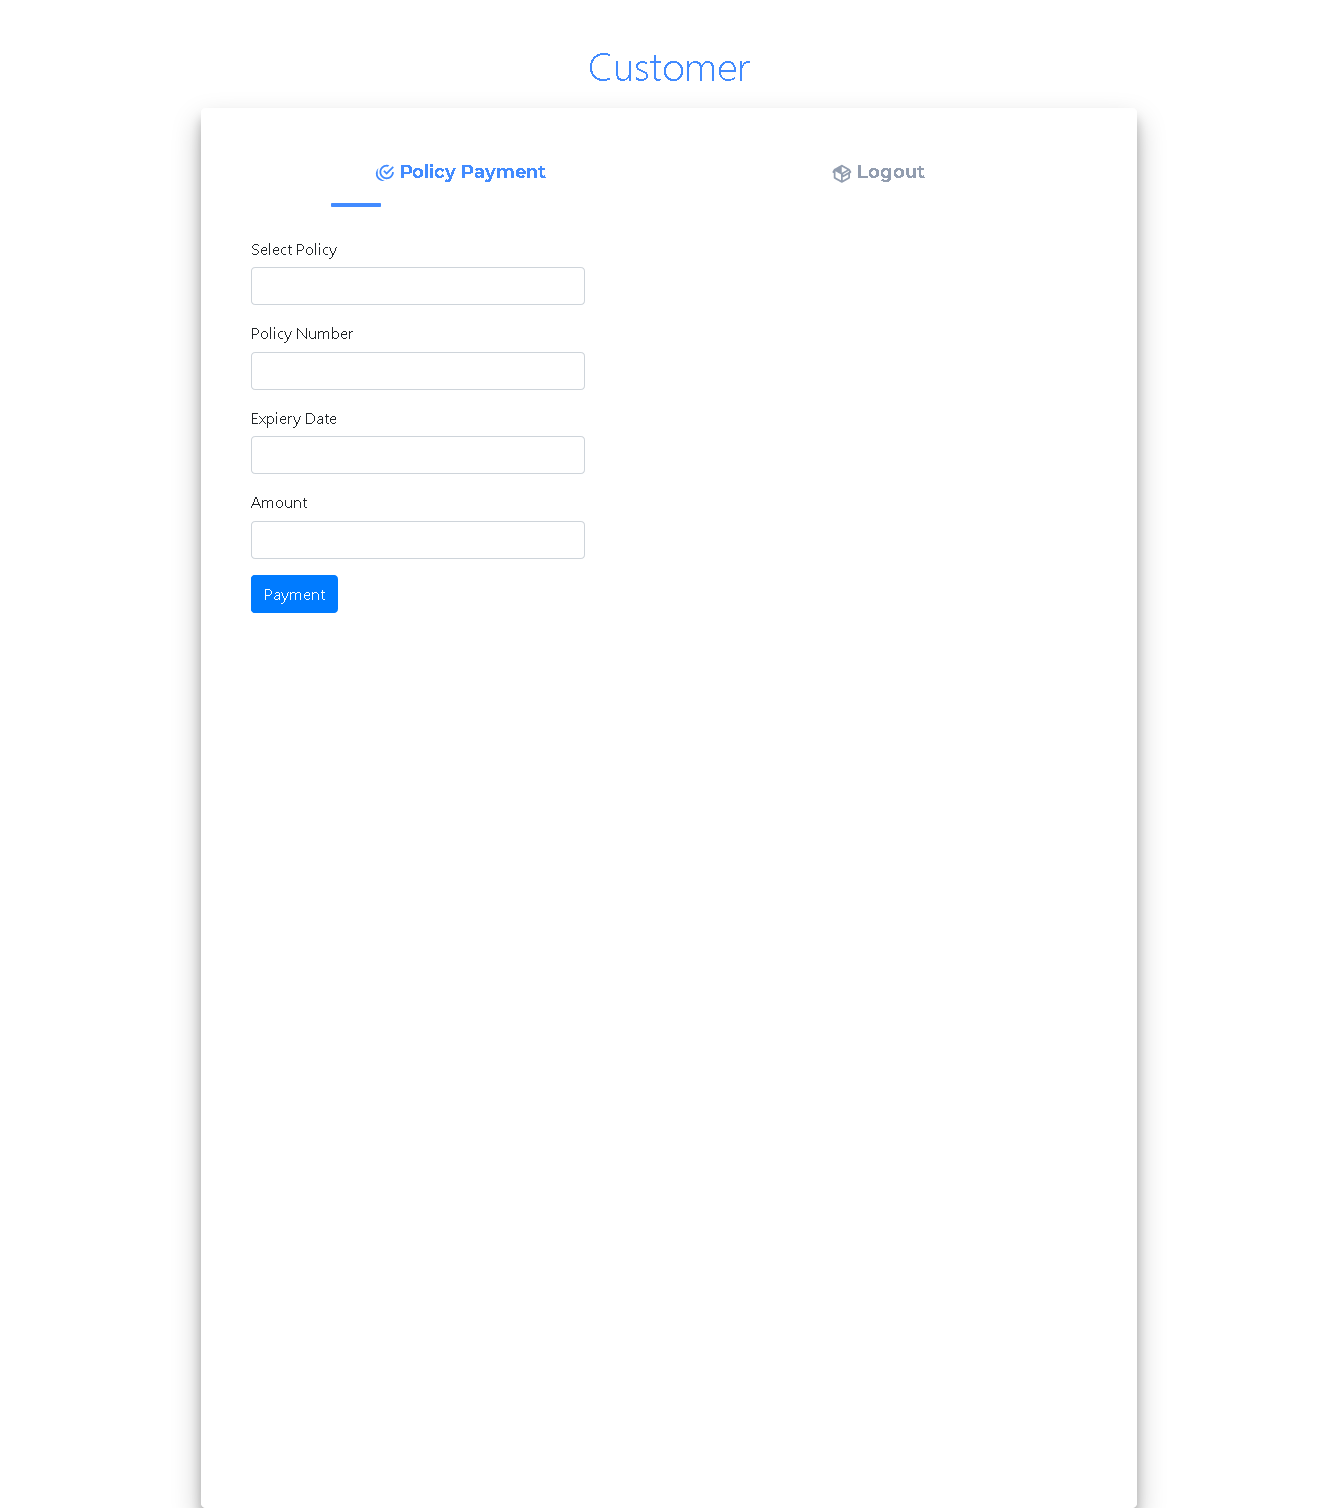 Customer
Policy Payment
Logout
Select Policy
Policy Number
Expiery Date
Amount
Payment